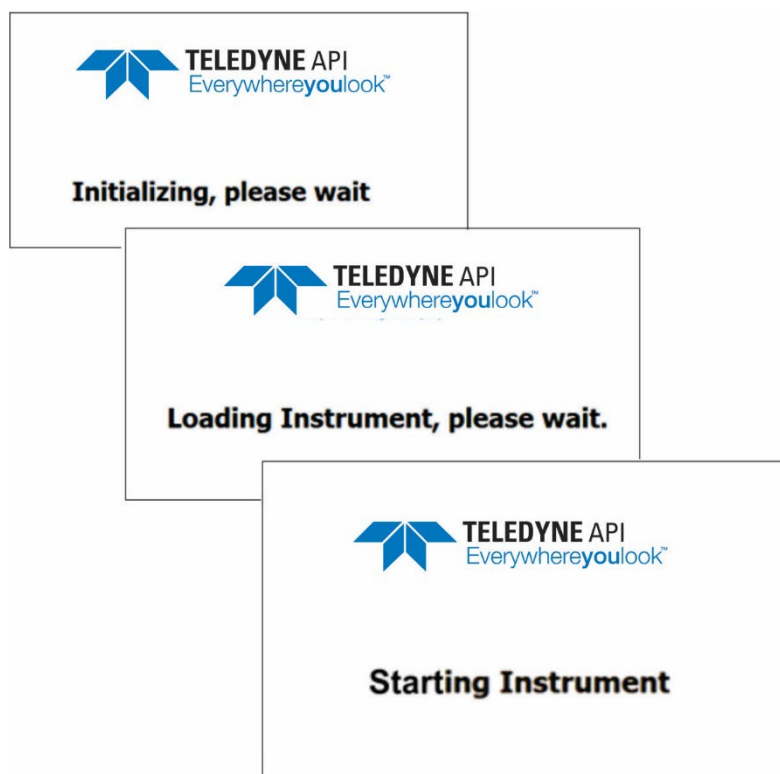 TELEDYNE API
Everywhereyoulook™
Initializing, please wait
TELEDYNE API
Everywhereyoulook™
Loading Instrument, please wait.
TELEDYNE API
Everywhereyoulook™
Starting Instrument